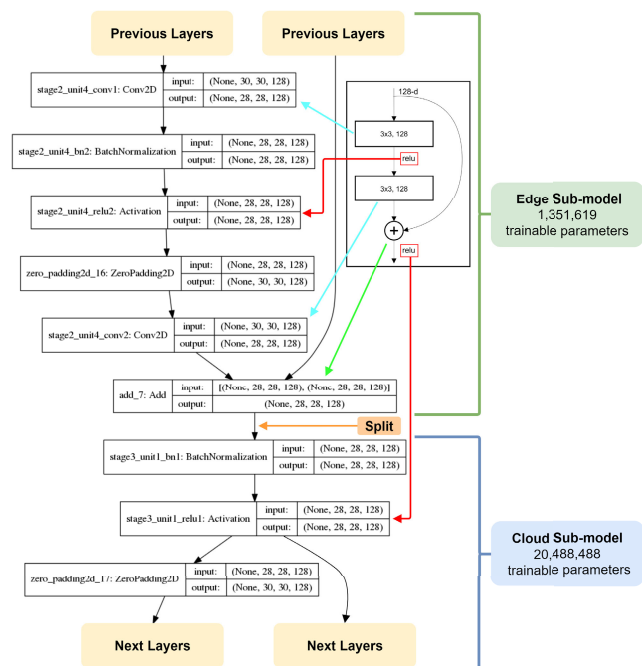 Previous Layers
Previous Layers
stage2_unit4_conv1: Conv2D
input: (None, 30, 30, 128)
output: (None, 28, 28, 128)
128-d
3x3, 128
relu
3x3, 128
+
relu
stage2_unit4_bn2: BatchNormalization
input: (None, 28, 28, 128)
output: (None, 28, 28, 128)
stage2_unit4_relu2: Activation
input: (None, 28, 28, 128)
output: (None, 28, 28, 128)
zero_padding2d_16: ZeroPadding2D
input: (None, 28, 28, 128)
output: (None, 30, 30, 128)
stage2_unit4_conv2: Conv2D
input: (None, 30, 30, 128)
output: (None, 28, 28, 128)
add_7: Add
input: [(None, 28, 28, 128), (None, 28, 28, 128)]
output: (None, 28, 28, 128)
Split
Edge Sub-model
1,351,619
trainable parameters
stage3_unit1_bn1: BatchNormalization
input: (None, 28, 28, 128)
output: (None, 28, 28, 128)
stage3_unit1_relu1: Activation
input: (None, 28, 28, 128)
output: (None, 28, 28, 128)
zero_padding2d_17: ZeroPadding2D
input: (None, 28, 28, 128)
output: (None, 30, 30, 128)
Cloud Sub-model
20,488,488
trainable parameters
Next Layers
Next Layers